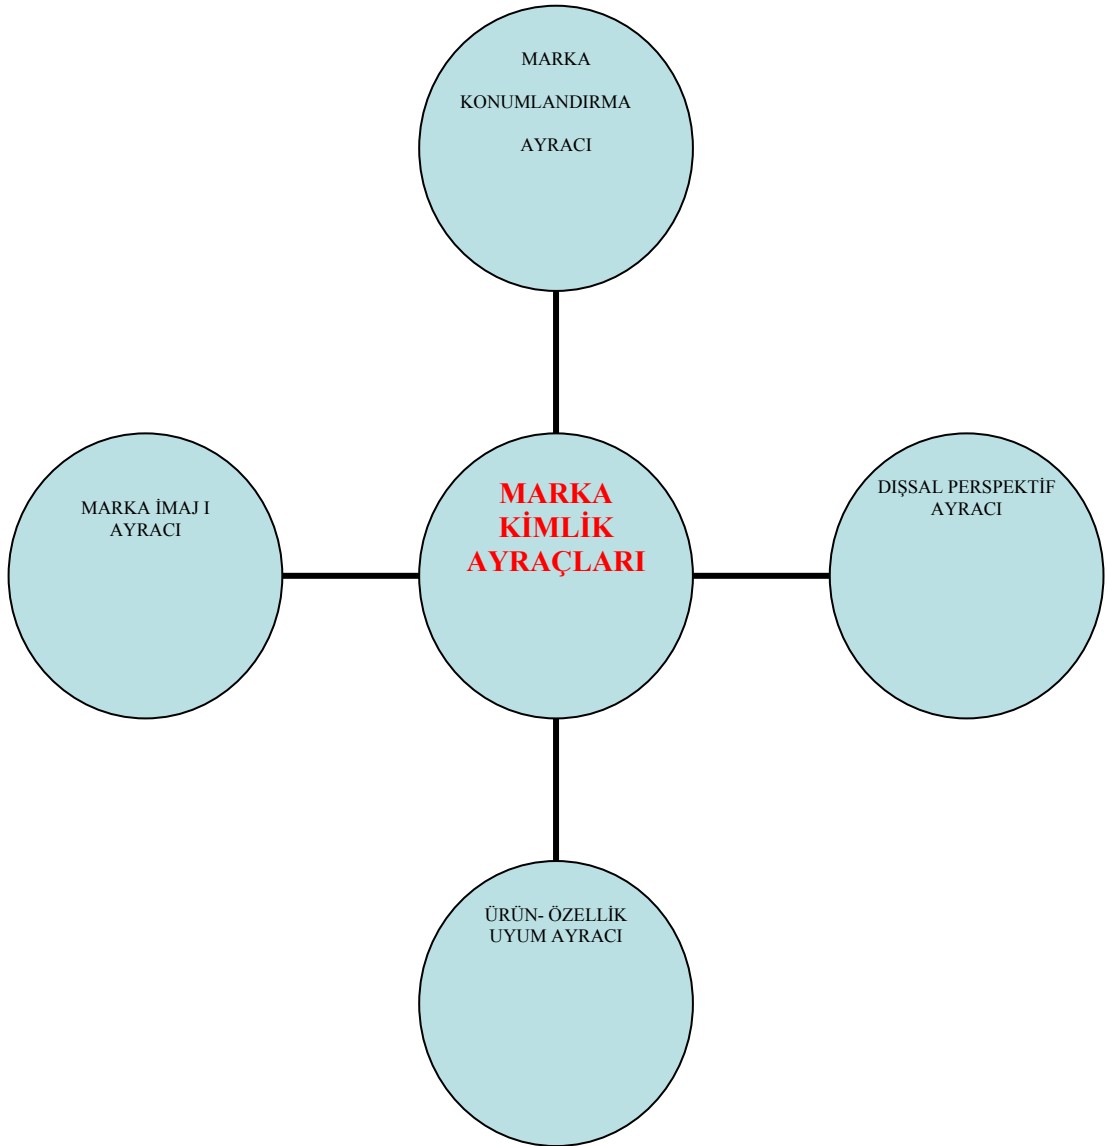 MARKA
KONUMLANDIRMA
AYRACI
MARKA İMAJ I
AYRACI
MARKA
KİMLİK
AYRAÇLARI
DIŞSAL PERSPEKTİF
AYRACI
ÜRÜN- ÖZELLİK
UYUM AYRACI